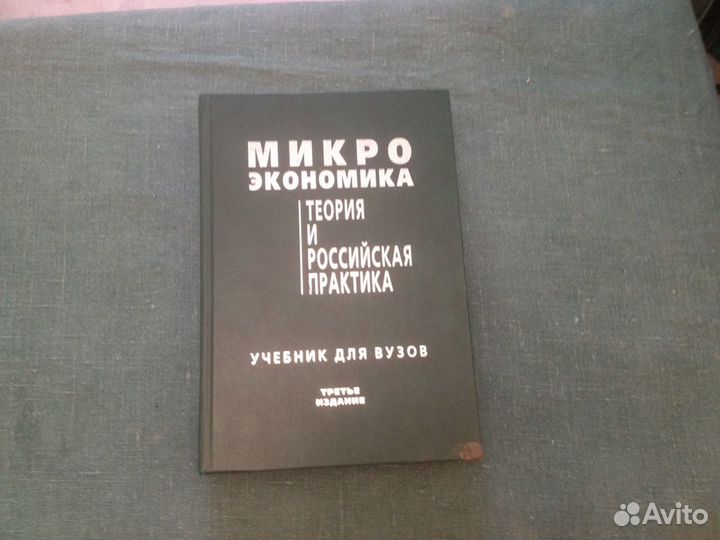 МИКРО
ЭКОНОМИКА
ТЕОРИЯ
И
РОССИЙСКАЯ
ПРАКТИКА
УЧЕБНИК ДЛЯ ВУЗОВ
ТРЕТЬЕ
ИЗДАНИЕ
Avito